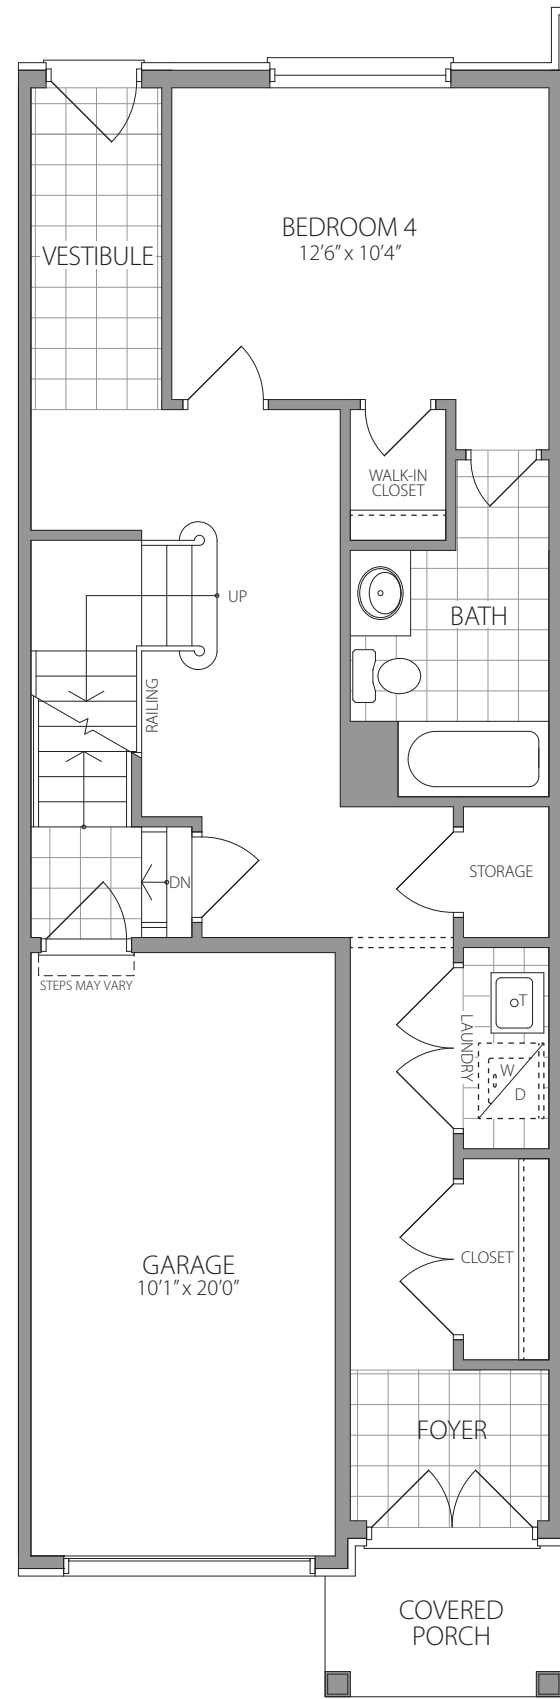 BEDROOM 4
12'6" x 10'4"
VESTIBULE
WALK-IN
CLOSET
UP
BATH
RAILING
STORAGE
DN
STEPS MAY VARY
T
LAUNDRY
W
D
CLOSET
GARAGE
10'1" x 20'0"
FOYER
COVERED
PORCH